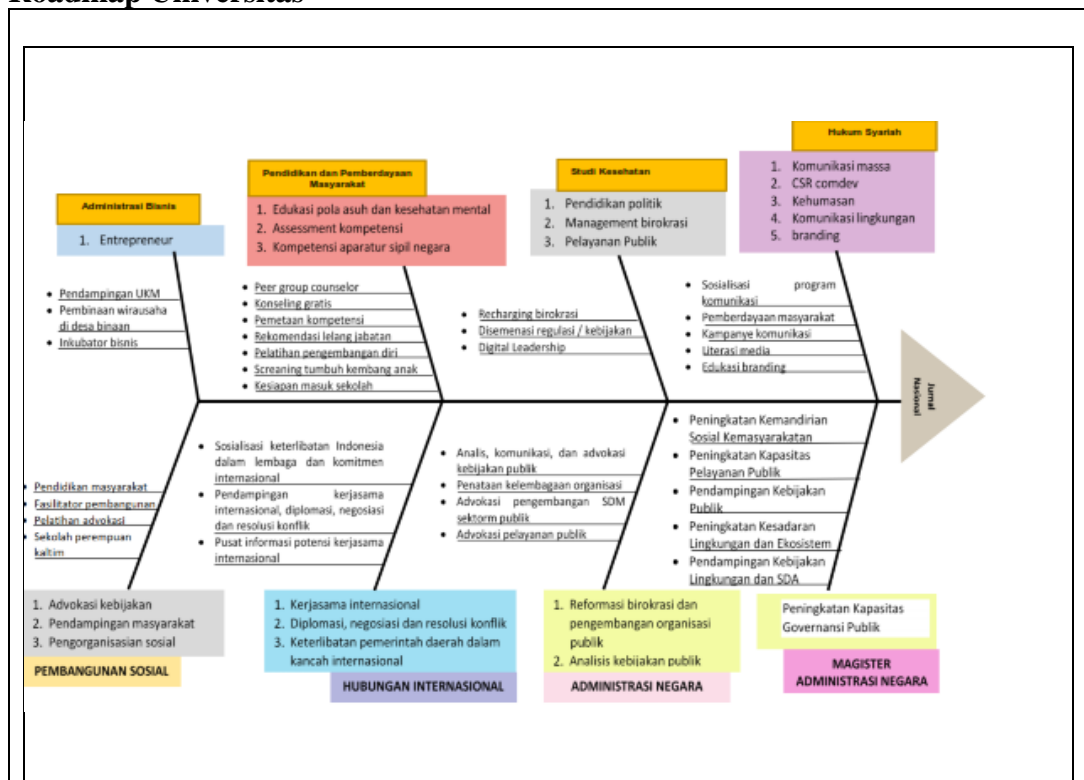 Roadmap Universitas
Hukum Syariah
1. Komunikasi massa
2. CSR comdev
3. Kehumasan
4. Komunikasi lingkungan
5. branding
Pendidikan dan Pemberdayaan
Masyarakat
1. Edukasi pola asuh dan kesehatan mental
2. Assessment kompetensi
3. Kompetensi aparatur sipil negara
Studi Kesehatan
1. Pendidikan politik
2. Management birokrasi
3. Pelayanan Publik
Administrasi Bisnis
1. Entrepreneur
• Pendampingan UKM
• Pembinaan wirausaha
di desa binaan
• Inkubator bisnis
• Peer group counselor
• Konseling gratis
• Pemetaan kompetensi
• Rekomendasi lelang jabatan
• Pelatihan pengembangan diri
• Screaning tumbuh kembang anak
• Kesiapan masuk sekolah
• Recharging birokrasi
• Disemenasi regulasi / kebijakan
• Digital Leadership
• Sosialisasi program
komunikasi
• Pemberdayaan masyarakat
• Kampanye komunikasi
• Literasi media
• Edukasi branding
Jurnal
Nasional
• Pendidikan masyarakat
• Fasilitator pembangunan
• Pelatihan advokasi
• Sekolah perempuan
kaltim
• Sosialisasi keterlibatan Indonesia
dalam lembaga dan komitmen
internasional
• Pendampingan kerjasama
internasional, diplomasi, negosiasi
dan resolusi konflik
• Pusat informasi potensi kerjasama
internasional
• Analis, komunikasi, dan advokasi
kebijakan publik
• Penataan kelembagaan organisasi
• Advokasi pengembangan SDM
sektorm publik
• Advokasi pelayanan publik
• Peningkatan Kemandirian
Sosial Kemasyarakatan
• Peningkatan Kapasitas
Pelayanan Publik
• Pendampingan Kebijakan
Publik
• Peningkatan Kesadaran
Lingkungan dan Ekosistem
• Pendampingan Kebijakan
Lingkungan dan SDA
1. Advokasi kebijakan
2. Pendampingan masyarakat
3. Pengorganisasian sosial
PEMBANGUNAN SOSIAL
1. Kerjasama internasional
2. Diplomasi, negosiasi dan resolusi konflik
3. Keterlibatan pemerintah daerah dalam
kancah internasional
HUBUNGAN INTERNASIONAL
1. Reformasi birokrasi dan
pengembangan organisasi
publik
2. Analisis kebijakan publik
ADMINISTRASI NEGARA
Peningkatan Kapasitas
Governansi Publik
MAGISTER
ADMINISTRASI NEGARA